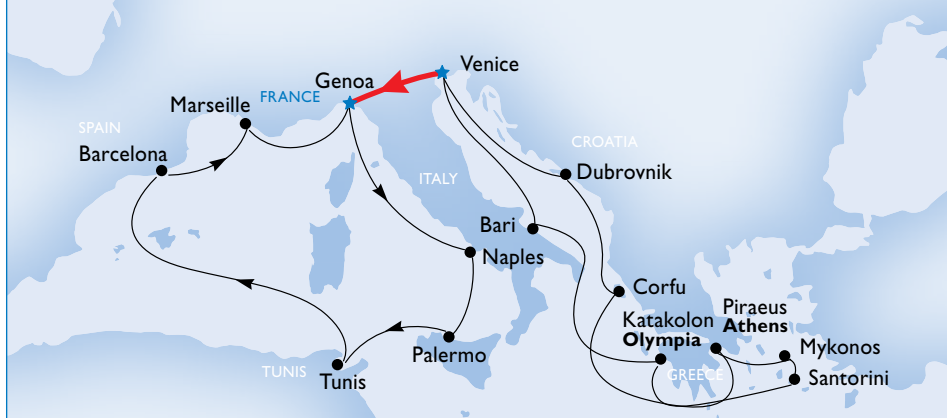 Venice
Genoa
FRANCE
Marseille
SPAIN
Barcelona
CROATIA
Dubrovnik
ITALY
Bari
Naples
Corfu
Piraeus
Athens
Katakolon
Olympia
Mykonos
Palermo
TUNIS
Tunis
GREECE
Santorini